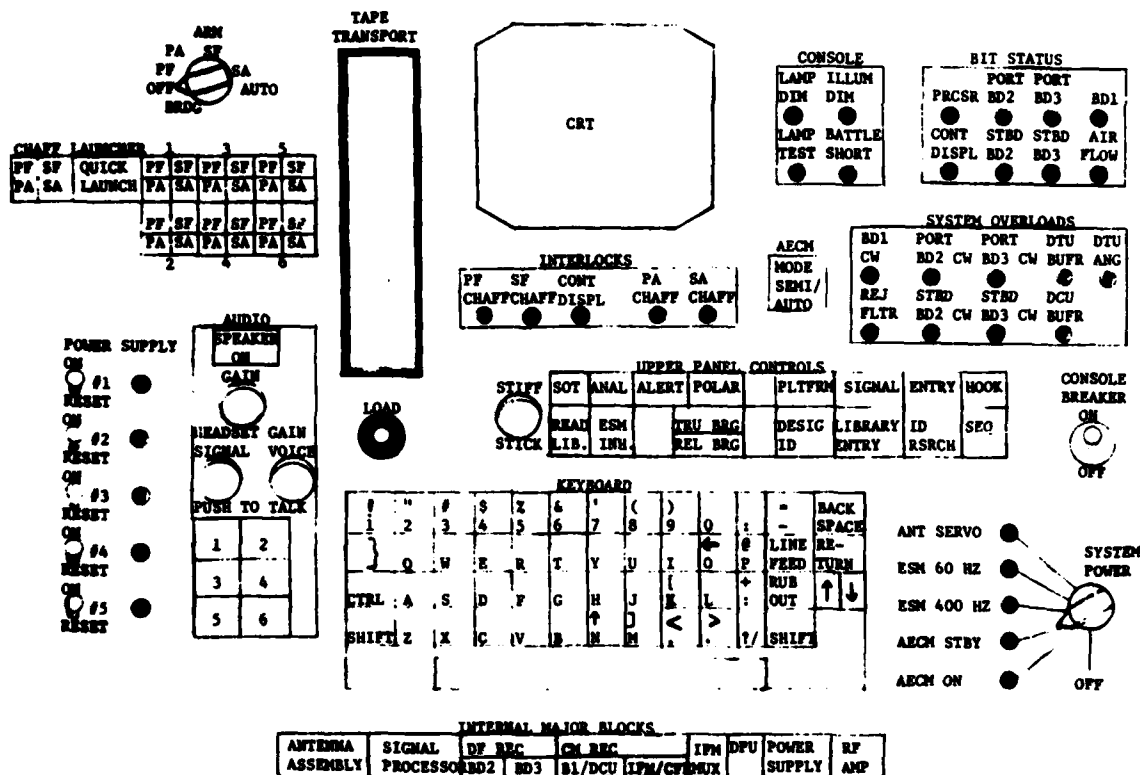 ARM
PA SF
PF SA
OFF AUTO
BRDG
CHAFF LAUNCHER 1 3 5
PF SF QUICK PF SF PF SF PF SF
PA SA LAUNCH PA SA PA SA PA SA
PF SF PF SF PF SF
PA SA PA SA PA SA
2 4 6
TAPE
TRANSPORT
CRT
CONSOLE
LAMP ILLUM
DIM DIM
LAMP BATTLE
TEST SHORT
BIT STATUS
PORT PORT
PRCSR BD2 BD3 BD1
CONT STBD STBD AIR
DISPL BD2 BD3 FLOW
SYSTEM OVERLOADS
BD1 PORT PORT DTU DTU
CW BD2 CW BD3 CW BUFR ANG
REJ STBD STBD DCU
FLTR BD2 CW BD3 CW BUFR
AECM
MODE
SEMI/
AUTO
INTERLOCKS
PF SF CONT PA SA
CHAFF CHAFF DISPL CHAFF CHAFF
POWER SUPPLY
ON
#1
RESET
ON
#2
RESET
ON
#3
RESET
ON
#4
RESET
ON
#5
RESET
AUDIO
SPEAKER
ON
GAIN
HEADSET GAIN
SIGNAL VOICE
PUSH TO TALK
1 2
3 4
5 6
LOAD
STIFF
STICK
UPPER PANEL CONTROLS
SOT ANAL ALERT POLAR PLTFRM SIGNAL ENTRY HOOK
READ ESM TRU BRG DESIG LIBRARY ID SEQ
LIB. INH. REL BRG ID ENTRY RSRCH
CONSOLE
BREAKER
ON
OFF
KEYBOARD
! " # $ % & ' ( ) = BACK
1 2 3 4 5 6 7 8 9 0 : - SPACE
} ← @ LINE RE-
Q W E R T Y U I O P FEED TURN
[ + RUB ↑ ↓
CTRL A S D F G H J K L : OUT
↑ ] < >
SHIFT Z X C V B N M , . ?/ SHIFT
ANT SERVO
ESM 60 HZ
ESM 400 HZ
AECM STBY
AECM ON
SYSTEM
POWER
OFF
INTERNAL MAJOR BLOCKS
ANTENNA SIGNAL DF REC CM REC IFM DPU POWER RF
ASSEMBLY PROCESSOR BD2 BD3 B1/DCU IFM/CFE MUX SUPPLY AMP